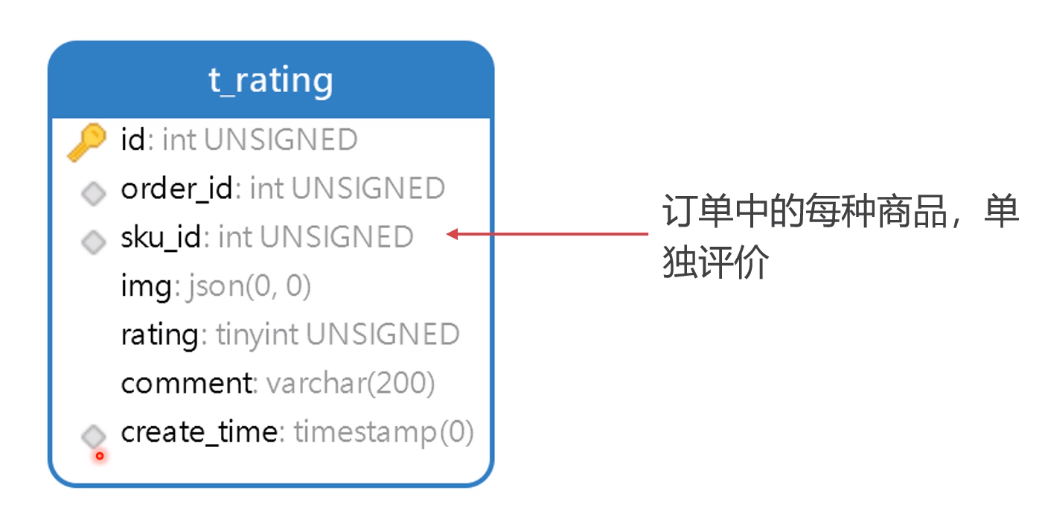 t_rating
id: int UNSIGNED
order_id: int UNSIGNED
sku_id: int UNSIGNED
img: json(0, 0)
rating: tinyint UNSIGNED
comment: varchar(200)
create_time: timestamp(0)
订单中的每种商品，单
独评价